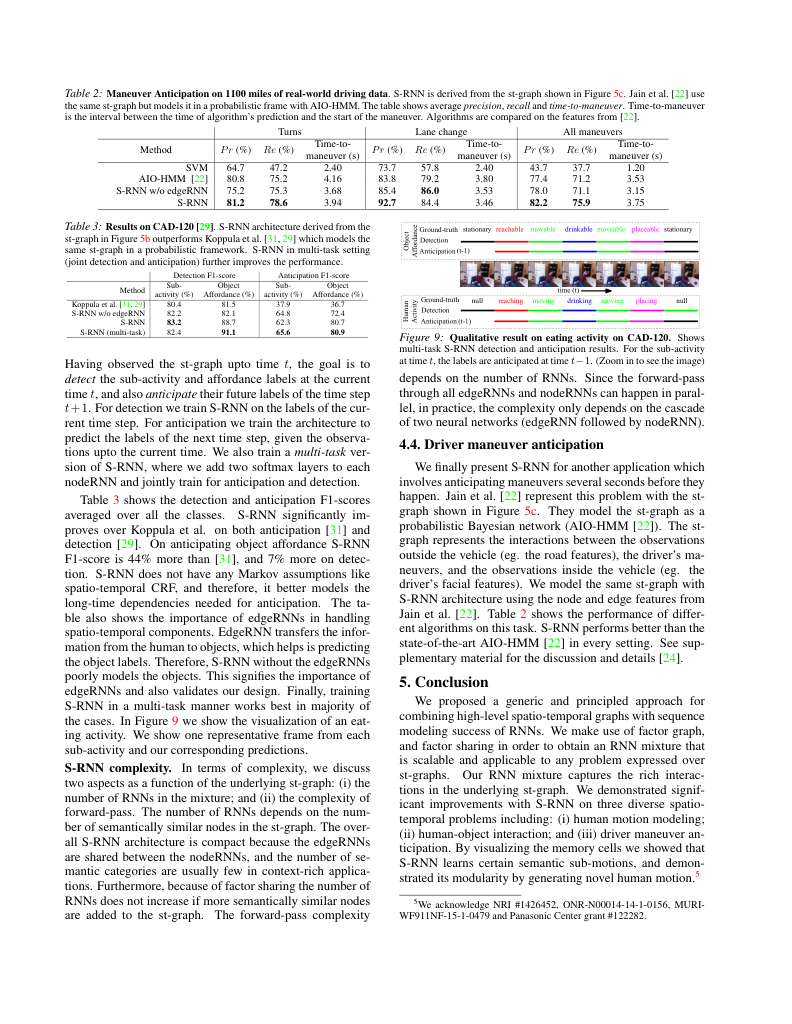 Table 2: Maneuver Anticipation on 1100 miles of real-world driving data. S-RNN is derived from the st-graph shown in Figure 5c. Jain et al. [22] use
the same st-graph but models it in a probabilistic frame with AIO-HMM. The table shows average precision, recall and time-to-maneuver. Time-to-maneuver
is the interval between the time of algorithm's prediction and the start of the maneuver. Algorithms are compared on the features from [22].
Turns Lane change All maneuvers
Method Pr (%) Re (%) Time-to- Pr (%) Re (%) Time-to- Pr (%) Re (%) Time-to-
maneuver (s) maneuver (s) maneuver (s)
SVM 64.7 47.2 2.40 73.7 57.8 2.40 43.7 37.7 1.20
AIO-HMM [22] 80.8 75.2 4.16 83.8 79.2 3.80 77.4 71.2 3.53
S-RNN w/o edgeRNN 75.2 75.3 3.68 85.4 86.0 3.53 78.0 71.1 3.15
S-RNN 81.2 78.6 3.94 92.7 84.4 3.46 82.2 75.9 3.75
Table 3: Results on CAD-120 [29]. S-RNN architecture derived from the
st-graph in Figure 5b outperforms Koppula et al. [31, 29] which models the
same st-graph in a probabilistic framework. S-RNN in multi-task setting
(joint detection and anticipation) further improves the performance.
Detection F1-score Anticipation F1-score
Method Sub- Object Sub- Object
activity (%) Affordance (%) activity (%) Affordance (%)
Koppula et al. [31, 29] 80.4 81.5 37.9 36.7
S-RNN w/o edgeRNN 82.2 82.1 64.8 72.4
S-RNN 83.2 88.7 62.3 80.7
S-RNN (multi-task) 82.4 91.1 65.6 80.9
Having observed the st-graph upto time t, the goal is to
detect the sub-activity and affordance labels at the current
time t, and also anticipate their future labels of the time step
t+1. For detection we train S-RNN on the labels of the cur-
rent time step. For anticipation we train the architecture to
predict the labels of the next time step, given the observa-
tions upto the current time. We also train a multi-task ver-
sion of S-RNN, where we add two softmax layers to each
nodeRNN and jointly train for anticipation and detection.
Table 3 shows the detection and anticipation F1-scores
averaged over all the classes. S-RNN significantly im-
proves over Koppula et al. on both anticipation [31] and
detection [29]. On anticipating object affordance S-RNN
F1-score is 44% more than [31], and 7% more on detec-
tion. S-RNN does not have any Markov assumptions like
spatio-temporal CRF, and therefore, it better models the
long-time dependencies needed for anticipation. The ta-
ble also shows the importance of edgeRNNs in handling
spatio-temporal components. EdgeRNN transfers the infor-
mation from the human to objects, which helps is predicting
the object labels. Therefore, S-RNN without the edgeRNNs
poorly models the objects. This signifies the importance of
edgeRNNs and also validates our design. Finally, training
S-RNN in a multi-task manner works best in majority of
the cases. In Figure 9 we show the visualization of an eat-
ing activity. We show one representative frame from each
sub-activity and our corresponding predictions.
S-RNN complexity. In terms of complexity, we discuss
two aspects as a function of the underlying st-graph: (i) the
number of RNNs in the mixture; and (ii) the complexity of
forward-pass. The number of RNNs depends on the num-
ber of semantically similar nodes in the st-graph. The over-
all S-RNN architecture is compact because the edgeRNNs
are shared between the nodeRNNs, and the number of se-
mantic categories are usually few in context-rich applica-
tions. Furthermore, because of factor sharing the number of
RNNs does not increase if more semantically similar nodes
are added to the st-graph. The forward-pass complexity
Object Affordance
Ground-truth stationary reachable movable drinkable moveable placeable stationary
Detection
Anticipation (t-1)
time (t)
Human Activity
Ground-truth null reaching moving drinking moving placing null
Detection
Anticipation (t-1)
Figure 9: Qualitative result on eating activity on CAD-120. Shows
multi-task S-RNN detection and anticipation results. For the sub-activity
at time t, the labels are anticipated at time t−1. (Zoom in to see the image)
depends on the number of RNNs. Since the forward-pass
through all edgeRNNs and nodeRNNs can happen in paral-
lel, in practice, the complexity only depends on the cascade
of two neural networks (edgeRNN followed by nodeRNN).
4.4. Driver maneuver anticipation
We finally present S-RNN for another application which
involves anticipating maneuvers several seconds before they
happen. Jain et al. [22] represent this problem with the st-
graph shown in Figure 5c. They model the st-graph as a
probabilistic Bayesian network (AIO-HMM [22]). The st-
graph represents the interactions between the observations
outside the vehicle (eg. the road features), the driver's ma-
neuvers, and the observations inside the vehicle (eg. the
driver's facial features). We model the same st-graph with
S-RNN architecture using the node and edge features from
Jain et al. [22]. Table 2 shows the performance of differ-
ent algorithms on this task. S-RNN performs better than the
state-of-the-art AIO-HMM [22] in every setting. See sup-
plementary material for the discussion and details [24].
5. Conclusion
We proposed a generic and principled approach for
combining high-level spatio-temporal graphs with sequence
modeling success of RNNs. We make use of factor graph,
and factor sharing in order to obtain an RNN mixture that
is scalable and applicable to any problem expressed over
st-graphs. Our RNN mixture captures the rich interac-
tions in the underlying st-graph. We demonstrated signif-
icant improvements with S-RNN on three diverse spatio-
temporal problems including: (i) human motion modeling;
(ii) human-object interaction; and (iii) driver maneuver an-
ticipation. By visualizing the memory cells we showed that
S-RNN learns certain semantic sub-motions, and demon-
strated its modularity by generating novel human motion.5
5We acknowledge NRI #1426452, ONR-N00014-14-1-0156, MURI-
WF911NF-15-1-0479 and Panasonic Center grant #122282.